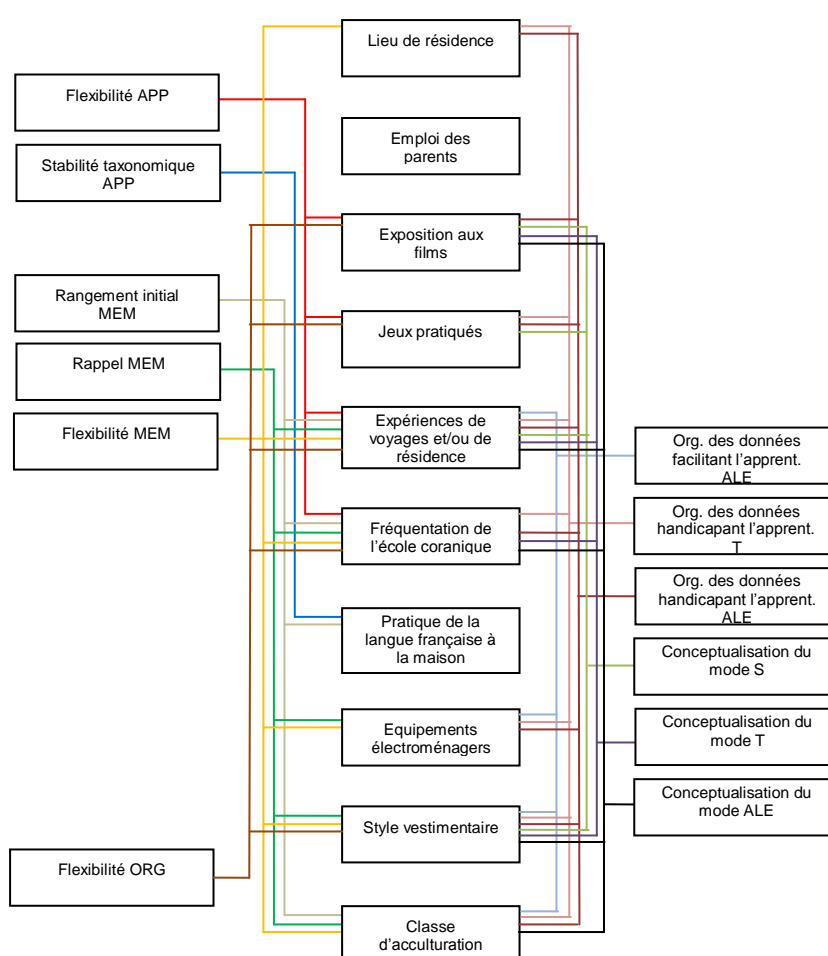 Lieu de résidence
Flexibilité APP
Emploi des
parents
Stabilité taxonomique
APP
Exposition aux
films
Rangement initial
MEM
Jeux pratiqués
Rappel MEM
Flexibilité MEM
Expériences de
voyages et/ou de
résidence
Org. des données
facilitant l'apprent.
ALE
Fréquentation de
l'école coranique
Org. des données
handicapant l'apprent.
T
Org. des données
handicapant l'apprent.
ALE
Pratique de la
langue française à
la maison
Conceptualisation du
mode S
Equipements
électroménagers
Conceptualisation du
mode T
Conceptualisation du
mode ALE
Style vestimentaire
Flexibilité ORG
Classe
d'acculturation